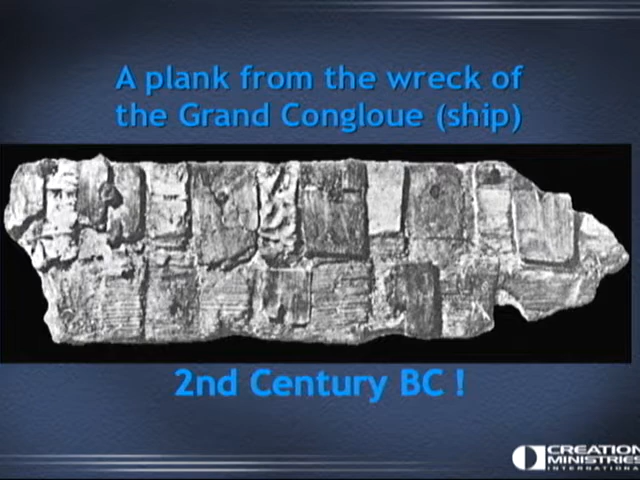 A plank from the wreck of
the Grand Congloue (ship)
2nd Century BC !
CREATION
MINISTRIES
INTERNATIONAL